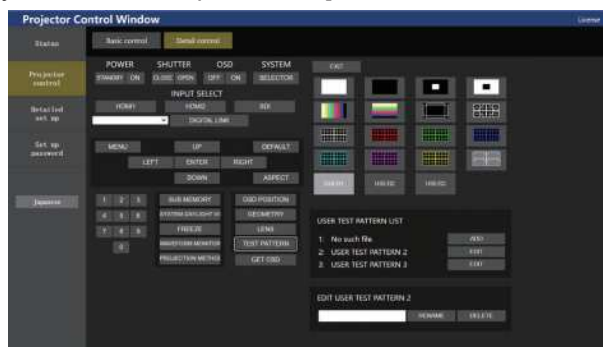 Projector Control Window
License
Status
Basic control
Detail control
Projector control
Detailed set up
Set up password
Japanese
POWER
SHUTTER
OSD
SYSTEM
STANDBY ON
CLOSE OPEN
OFF ON
SELECTOR
INPUT SELECT
HDMI1
HDMI2
SDI
DIGITAL LINK
MENU
UP
DEFAULT
LEFT
ENTER
RIGHT
DOWN
ASPECT
1 2 3
4 5 6
7 8 9
0
SUB MEMORY
OSD POSITION
SYSTEM DAYLIGHT VIEW
GEOMETRY
FREEZE
LENS
WAVEFORM MONITOR
TEST PATTERN
PROJECTION METHOD
GET OSD
EXIT
USER TEST PATTERN LIST
1: No such file.
ADD
2: USER TEST PATTERN 2
EDIT
3: USER TEST PATTERN 3
EDIT
EDIT USER TEST PATTERN 2
RENAME
DELETE